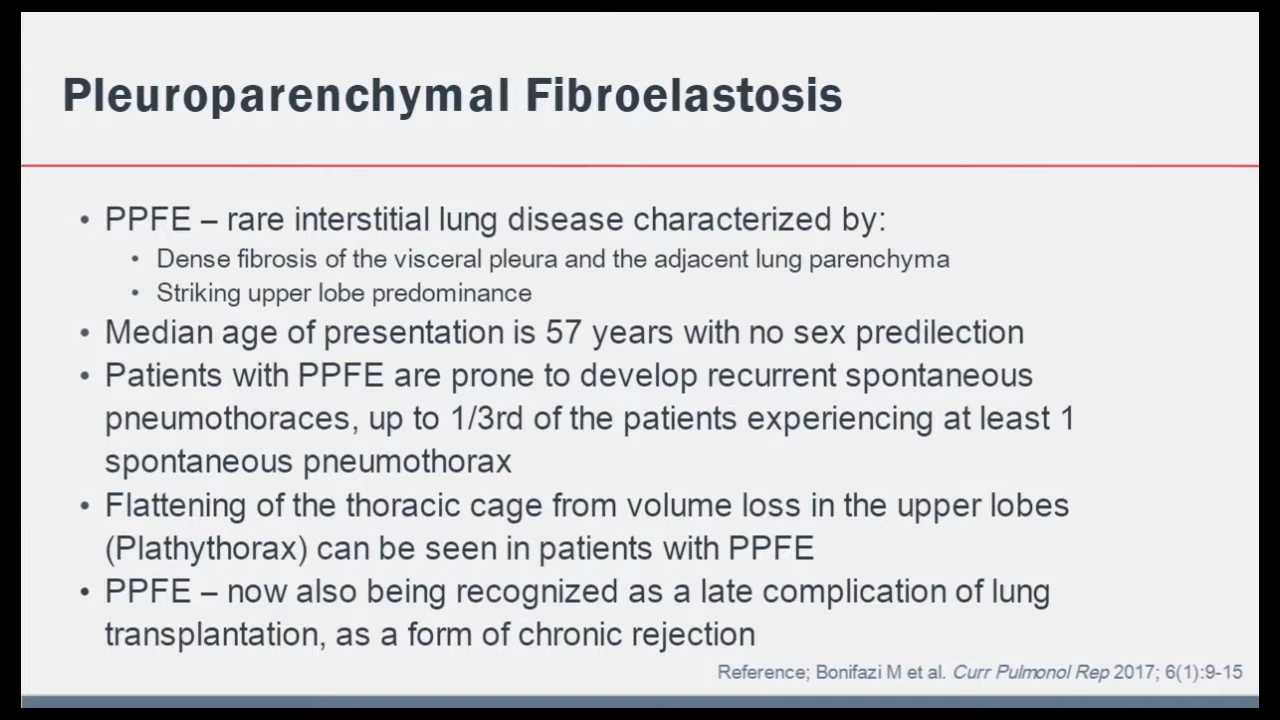 Pleuroparenchymal Fibroelastosis
• PPFE – rare interstitial lung disease characterized by:
• Dense fibrosis of the visceral pleura and the adjacent lung parenchyma
• Striking upper lobe predominance
• Median age of presentation is 57 years with no sex predilection
• Patients with PPFE are prone to develop recurrent spontaneous
pneumothoraces, up to 1/3rd of the patients experiencing at least 1
spontaneous pneumothorax
• Flattening of the thoracic cage from volume loss in the upper lobes
(Plathythorax) can be seen in patients with PPFE
• PPFE – now also being recognized as a late complication of lung
transplantation, as a form of chronic rejection
Reference; Bonifazi M et al. Curr Pulmonol Rep 2017; 6(1):9-15